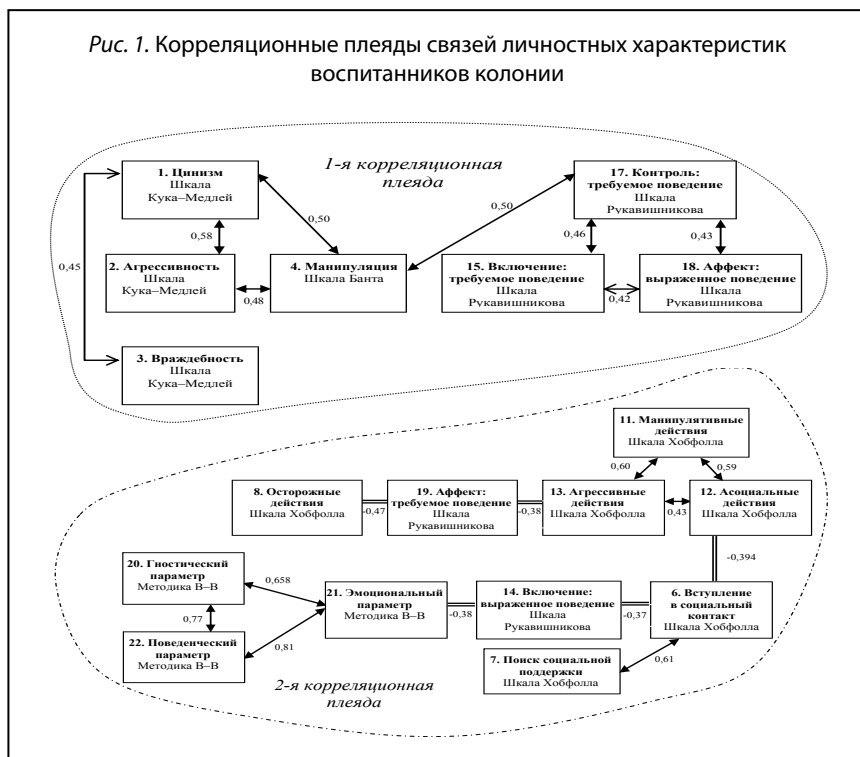 Рис. 1. Корреляционные плеяды связей личностных характеристик
воспитанников колонии
1-я корреляционная
плеяда
1. Цинизм
Шкала
Кука–Медлей
17. Контроль:
требуемое поведение
Шкала
Рукавишникова
0,50
0,50
0,58
0,46
0,43
0,45
2. Агрессивность
Шкала
Кука–Медлей
0,48
4. Манипуляция
Шкала Банта
15. Включение:
требуемое поведение
Шкала
Рукавишникова
0,42
18. Аффект:
выраженное поведение
Шкала
Рукавишникова
3. Враждебность
Шкала
Кука–Медлей
11. Манипулятивные
действия
Шкала Хобфолла
0,60
0,59
8. Осторожные
действия
Шкала Хобфолла
-0,47
19. Аффект:
требуемое поведение
Шкала
Рукавишникова
-0,38
13. Агрессивные
действия
Шкала Хобфолла
0,43
12. Асоциальные
действия
Шкала Хобфолла
-0,394
20. Гностический
параметр
Методика В–В
0,658
0,77
21. Эмоциональный
параметр
Методика В–В
-0,38
14. Включение:
выраженное поведение
Шкала
Рукавишникова
-0,37
6. Вступление
в социальный
контакт
Шкала Хобфолла
22. Поведенческий
параметр
Методика В–В
0,81
7. Поиск социальной
поддержки
Шкала Хобфолла
0,61
2-я корреляционная
плеяда